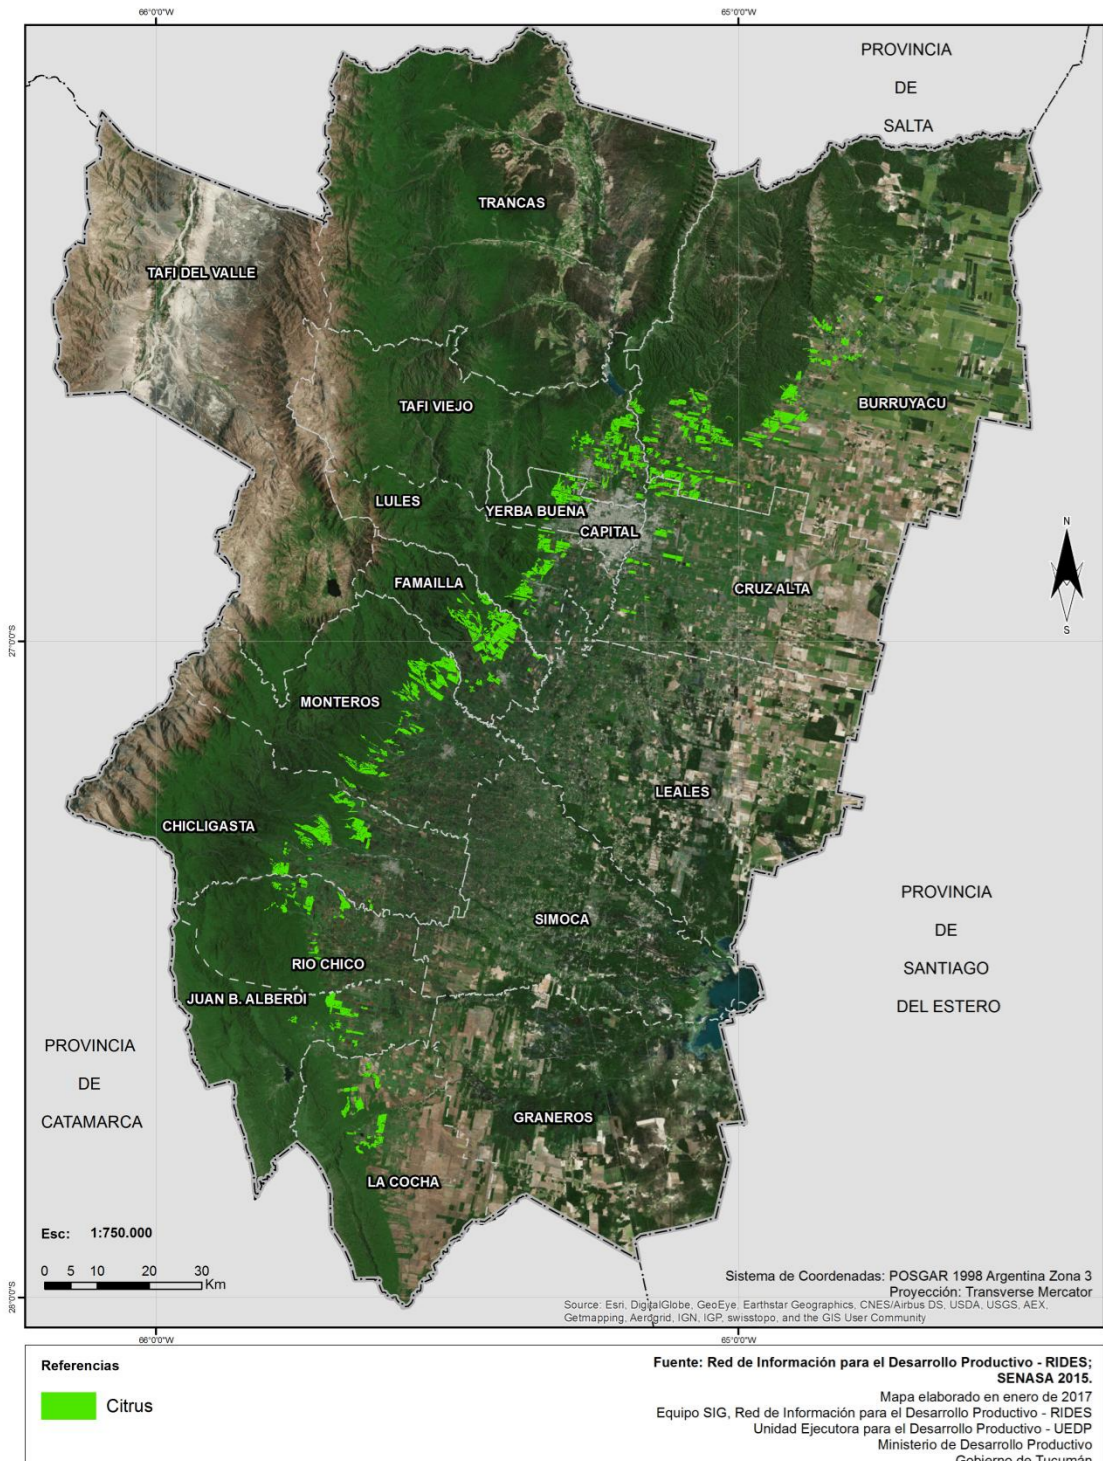 66°0'0"W
65°0'0"W
PROVINCIA
DE
SALTA
TRANCAS
TAFI DEL VALLE
TAFI VIEJO
BURRUYACU
LULES
YERBA BUENA
CAPITAL
N
FAMAILLA
CRUZ ALTA
S
27°0'0"S
MONTEROS
LEALES
CHICLIGASTA
PROVINCIA
DE
SANTIAGO
DEL ESTERO
SIMOCA
RIO CHICO
JUAN B. ALBERDI
PROVINCIA
DE
CATAMARCA
GRANEROS
LA COCHA
Esc: 1:750.000
0 5 10 20 30
Km
Sistema de Coordenadas: POSGAR 1998 Argentina Zona 3
Proyección: Transverse Mercator
Source: Esri, DigitalGlobe, GeoEye, Earthstar Geographics, CNES/Airbus DS, USDA, USGS, AEX,
Getmapping, Aerogrid, IGN, IGP, swisstopo, and the GIS User Community
28°0'0"S
66°0'0"W
65°0'0"W
Referencias
Citrus
Fuente: Red de Información para el Desarrollo Productivo - RIDES;
SENASA 2015.
Mapa elaborado en enero de 2017
Equipo SIG, Red de Información para el Desarrollo Productivo - RIDES
Unidad Ejecutora para el Desarrollo Productivo - UEDP
Ministerio de Desarrollo Productivo
Gobierno de Tucumán